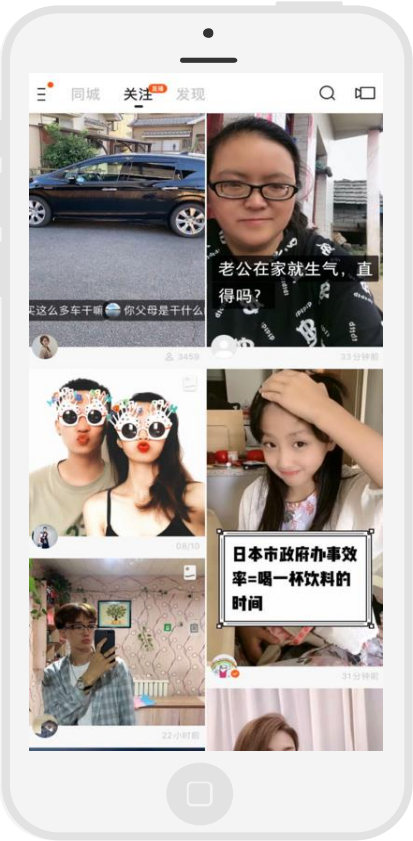 同城 关注 直播 发现
买这么多车干嘛 你父母是干什么
3459
老公在家就生气，直
得吗？
33分钟前
08/10
日本市政府办事效
率=喝一杯饮料的
时间
31分钟前
22小时前